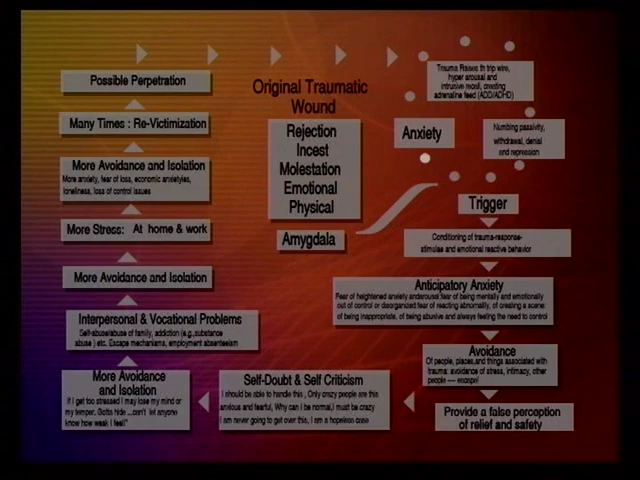 Possible Perpetration
Many Times : Re-Victimization
More Avoidance and Isolation
More anxiety, fear of loss, economic anxietyies,
loneliness, loss of control issues
More Stress: At home & work
More Avoidance and Isolation
Interpersonal & Vocational Problems
Self-abuse/abuse of family, addiction (e.g.,substance
abuse ) etc. Escape mechanisms, employment absenteeism
More Avoidance
and Isolation
If I get too stressed I may lose my mind or
my temper. Gotta hide ...don't let anyone
know how weak I feel!"
Original Traumatic
Wound
Rejection
Incest
Molestation
Emotional
Physical
Amygdala
Anxiety
Trauma Raises th trip wire,
hyper arousal and
intrusive recoil, creating
adrenaline feed (ADD/ADHD)
Numbing passivity,
withdrawal, denial
and repression
Trigger
Conditioning of trauma-response-
stimulae and emotional reactive behavior
Anticipatory Anxiety
Fear of heightened anxiety andarousal: fear of being mentally and emotionally
out of control or disorganized fear of reacting abnormally, of creating a scene:
of being inappropriate, of being abusive and always feeling the need to control
Avoidance
Of people, places,and things associated with
trauma: avoidance of stress, intimacy, other
people ---- escape!
Provide a false perception
of relief and safety
Self-Doubt & Self Criticism
I should be able to handle this , Only crazy people are this
anxious and fearful, Why can I be normal,I must be crazy
I am never going to get over this, I am a hopeless case